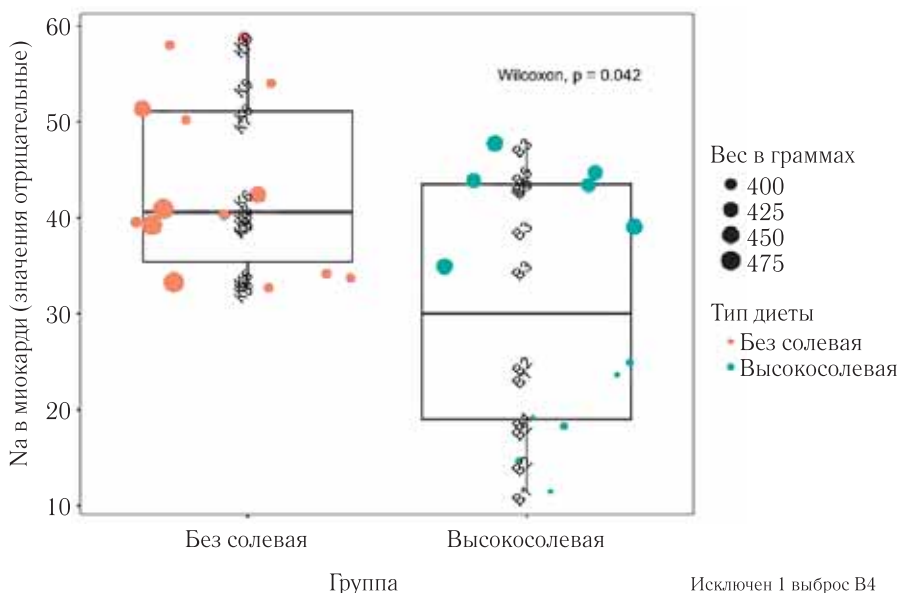 Na в миокарди (значения отрицательные)
60
50
40
30
20
10
Wilcoxon, p = 0.042
Без солевая
Высокосолевая
Группа
Вес в граммах
400
425
450
475
Тип диеты
Без солевая
Высокосолевая
Исключен 1 выброс В4